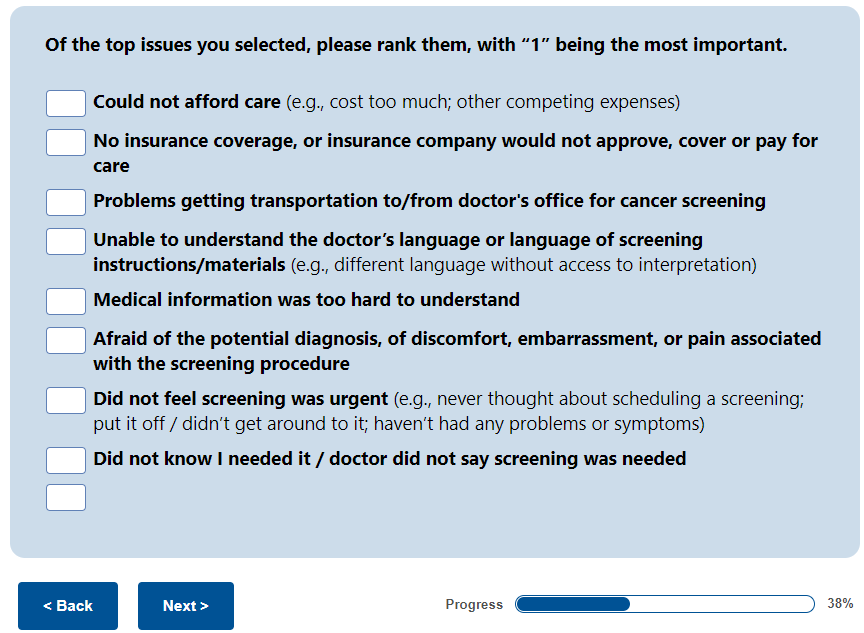 Of the top issues you selected, please rank them, with “1” being the most important.
Could not afford care (e.g., cost too much; other competing expenses)
No insurance coverage, or insurance company would not approve, cover or pay for
care
Problems getting transportation to/from doctor's office for cancer screening
Unable to understand the doctor’s language or language of screening
instructions/materials (e.g., different language without access to interpretation)
Medical information was too hard to understand
Afraid of the potential diagnosis, of discomfort, embarrassment, or pain associated
with the screening procedure
Did not feel screening was urgent (e.g., never thought about scheduling a screening;
put it off / didn’t get around to it; haven’t had any problems or symptoms)
Did not know I needed it / doctor did not say screening was needed
< Back Next > Progress 38%